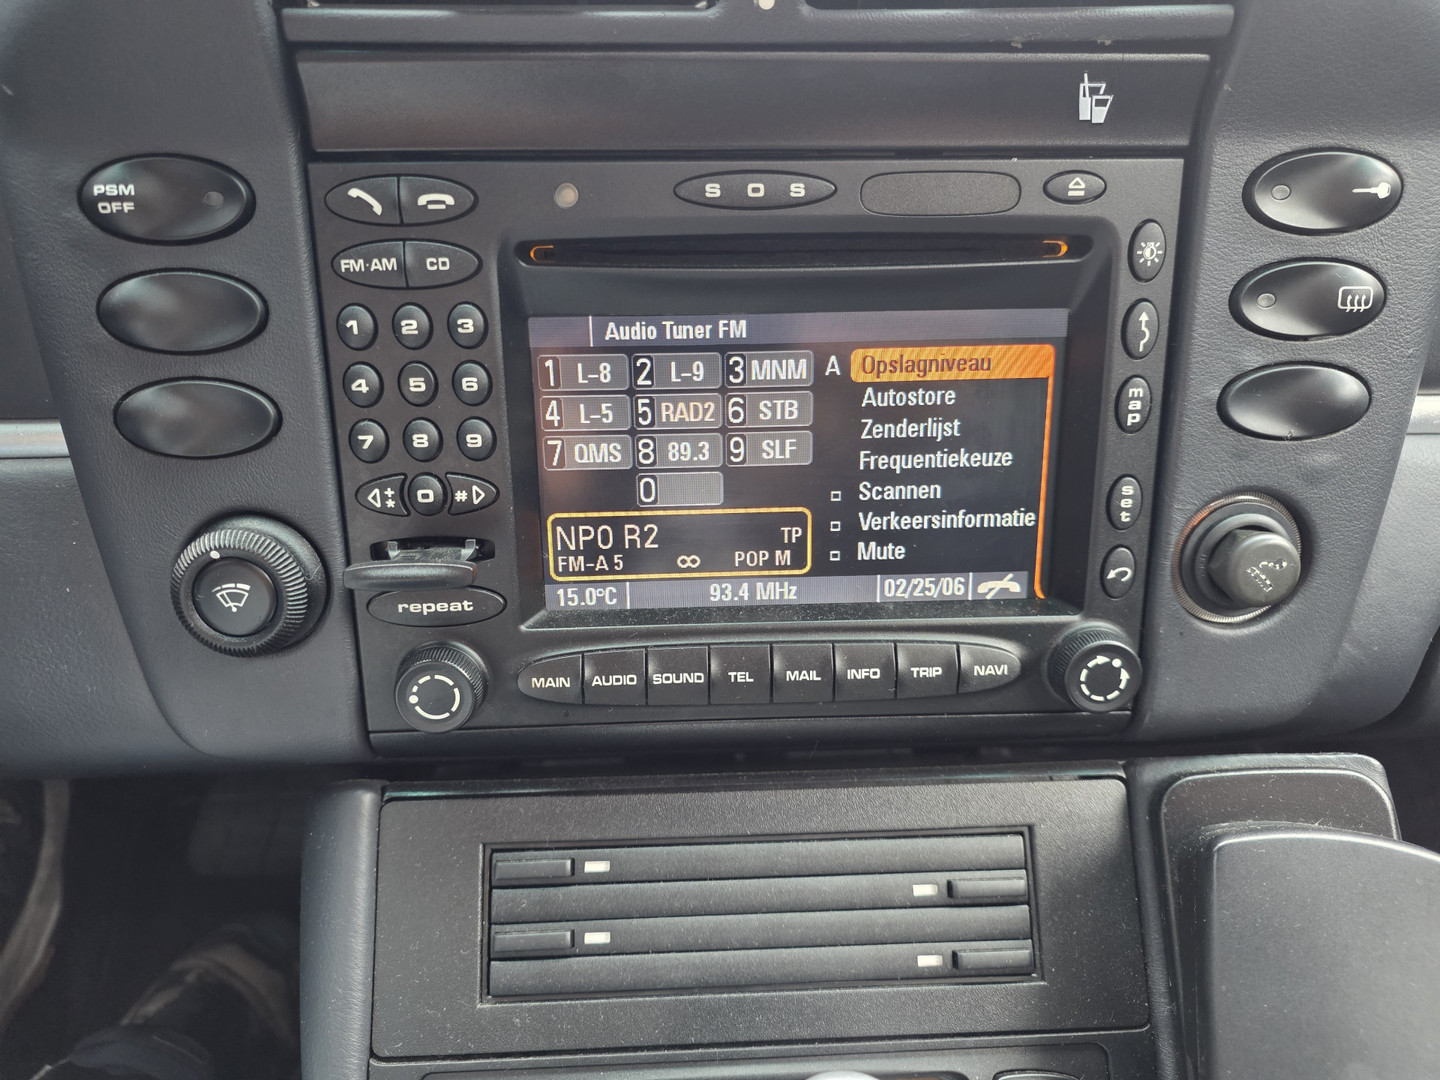 PSM
OFF
SOS
FM·AM CD
1 2 3
4 5 6
7 8 9
* 0 #
repeat
map
set
Audio Tuner FM
1 L-8 2 L-9 3 MNM
4 L-5 5 RAD2 6 STB
7 QMS 8 89.3 9 SLF
0
A Opslagniveau
Autostore
Zenderlijst
Frequentiekeuze
Scannen
Verkeersinformatie
Mute
NPO R2 TP
FM-A 5 ∞ POP M
15.0°C 93.4 MHz 02/25/06
MAIN AUDIO SOUND TEL MAIL INFO TRIP NAVI